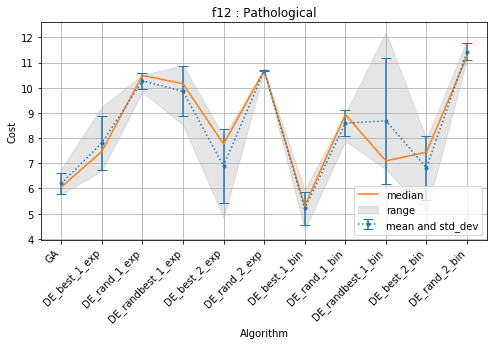 f12 : Pathological
12
11
10
9
8
7
6
5
4
Cost
median
range
mean and std_dev
GA
DE_best_1_exp
DE_rand_1_exp
DE_randbest_1_exp
DE_best_2_exp
DE_rand_2_exp
DE_best_1_bin
DE_rand_1_bin
DE_randbest_1_bin
DE_best_2_bin
DE_rand_2_bin
Algorithm